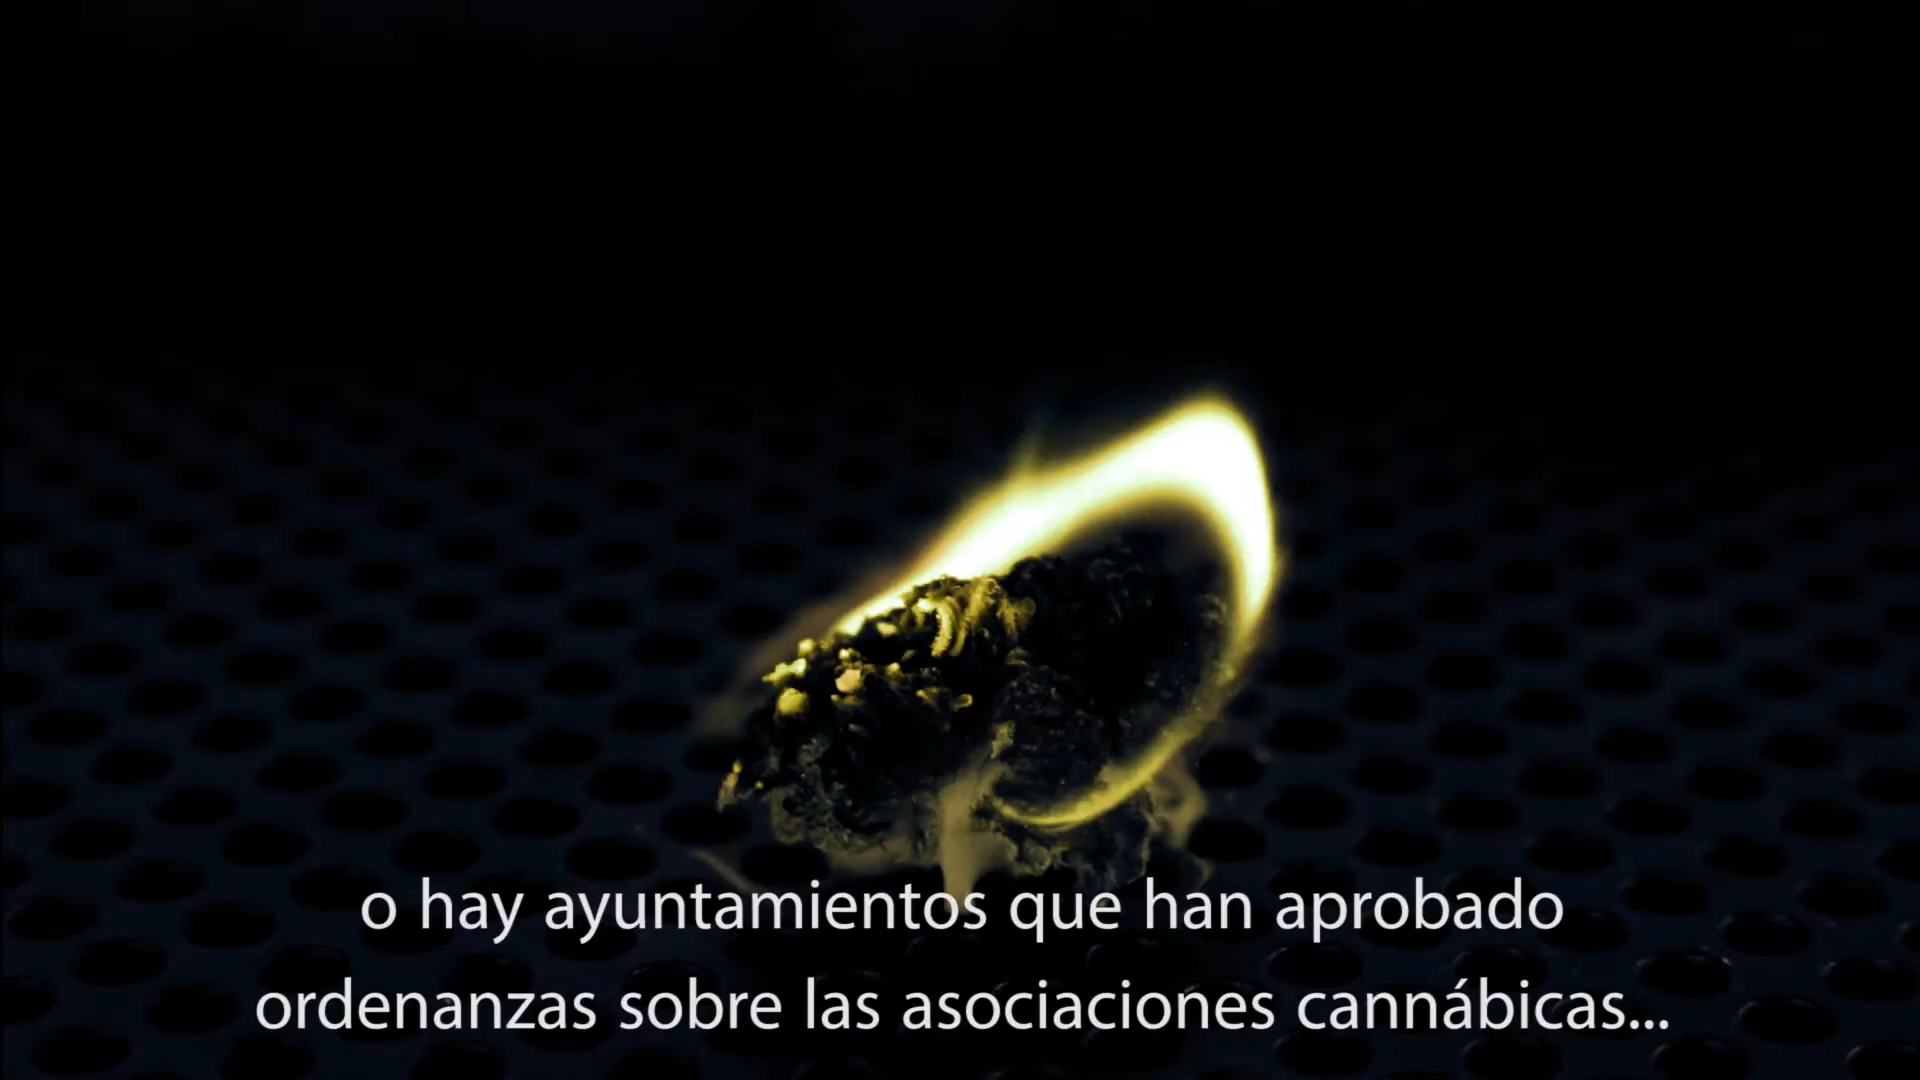 o hay ayuntamientos que han aprobado
ordenanzas sobre las asociaciones cannábicas...